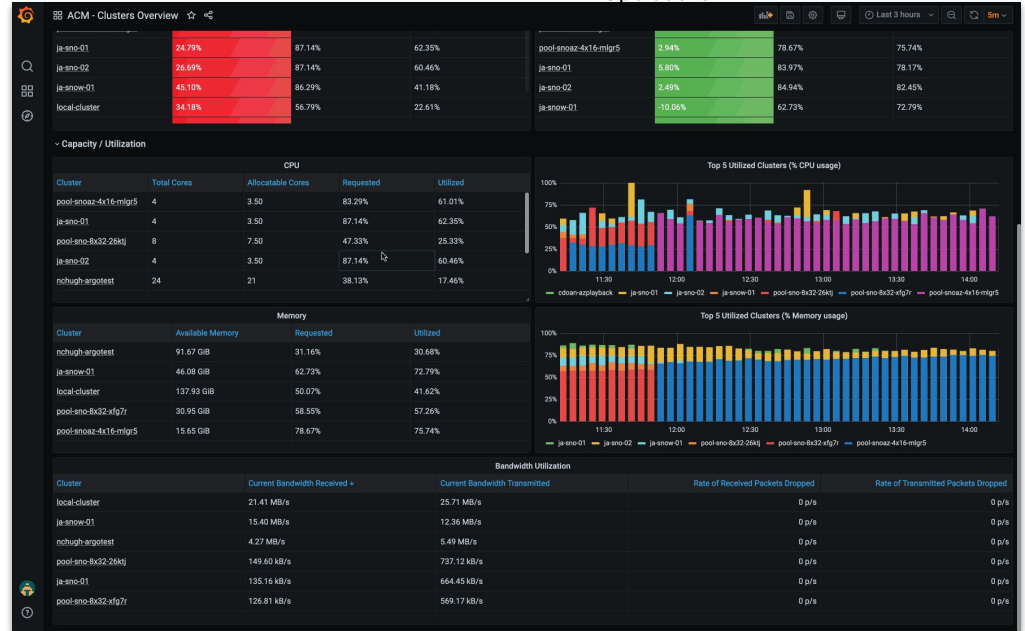 ACM - Clusters Overview
Last 3 hours
5m
ja-sno-01 24.79% 87.14% 62.35%
ja-sno-02 26.69% 87.14% 60.46%
ja-snow-01 45.10% 86.29% 41.18%
local-cluster 34.18% 56.79% 22.61%
pool-snoaz-4x16-mlgr5 2.94% 78.67% 75.74%
ja-sno-01 5.80% 83.97% 78.17%
ja-sno-02 2.49% 84.94% 82.45%
ja-snow-01 -10.06% 62.73% 72.79%
Capacity / Utilization
CPU
Cluster Total Cores Allocatable Cores Requested Utilized
pool-snoaz-4x16-mlgr5 4 3.50 83.29% 61.01%
ja-sno-01 4 3.50 87.14% 62.35%
pool-sno-8x32-26ktj 8 7.50 47.33% 25.33%
ja-sno-02 4 3.50 87.14% 60.46%
nchugh-argotest 24 21 38.13% 17.46%
Top 5 Utilized Clusters (% CPU usage)
100%
75%
50%
25%
0%
11:30 12:00 12:30 13:00 13:30 14:00
cdoan-azplayback ja-sno-01 ja-sno-02 ja-snow-01 pool-sno-8x32-26ktj pool-sno-8x32-xfg7r pool-snoaz-4x16-mlgr5
Memory
Cluster Available Memory Requested Utilized
nchugh-argotest 91.67 GiB 31.16% 30.68%
ja-snow-01 46.08 GiB 62.73% 72.79%
local-cluster 137.93 GiB 50.07% 41.62%
pool-sno-8x32-xfg7r 30.95 GiB 58.55% 57.26%
pool-snoaz-4x16-mlgr5 15.65 GiB 78.67% 75.74%
Top 5 Utilized Clusters (% Memory usage)
100%
75%
50%
25%
0%
11:30 12:00 12:30 13:00 13:30 14:00
ja-sno-01 ja-sno-02 ja-snow-01 pool-sno-8x32-26ktj pool-sno-8x32-xfg7r pool-snoaz-4x16-mlgr5
Bandwidth Utilization
Cluster Current Bandwidth Received ↓ Current Bandwidth Transmitted Rate of Received Packets Dropped Rate of Transmitted Packets Dropped
local-cluster 21.41 MB/s 25.71 MB/s 0 p/s 0 p/s
ja-snow-01 15.40 MB/s 12.36 MB/s 0 p/s 0 p/s
nchugh-argotest 4.27 MB/s 5.49 MB/s 0 p/s 0 p/s
pool-sno-8x32-26ktj 149.60 kB/s 737.12 kB/s 0 p/s 0 p/s
ja-sno-01 135.16 kB/s 664.45 kB/s 0 p/s 0 p/s
pool-sno-8x32-xfg7r 126.81 kB/s 569.17 kB/s 0 p/s 0 p/s